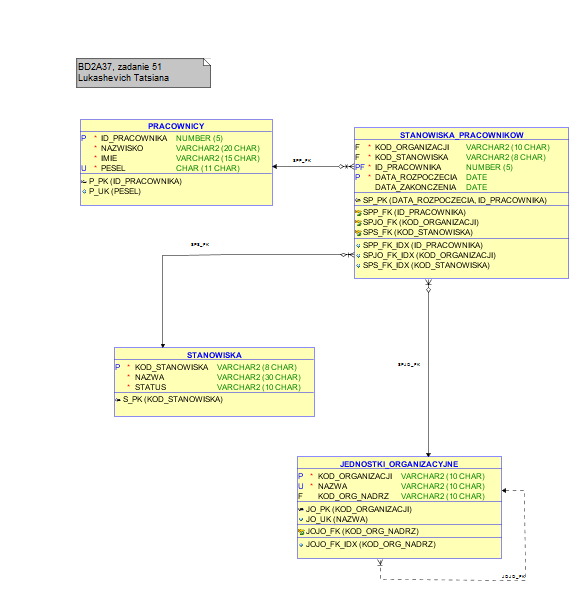 BD2A37, zadanie 51
Lukashevich Tatsiana
PRACOWNICY
P * ID_PRACOWNIKA NUMBER (5)
* NAZWISKO VARCHAR2 (20 CHAR)
* IMIE VARCHAR2 (15 CHAR)
U * PESEL CHAR (11 CHAR)
P_PK (ID_PRACOWNIKA)
P_UK (PESEL)
SPP_FK
STANOWISKA_PRACOWNIKOW
F * KOD_ORGANIZACJI VARCHAR2 (10 CHAR)
F * KOD_STANOWISKA VARCHAR2 (8 CHAR)
PF * ID_PRACOWNIKA NUMBER (5)
P * DATA_ROZPOCZECIA DATE
DATA_ZAKONCZENIA DATE
SP_PK (DATA_ROZPOCZECIA, ID_PRACOWNIKA)
SPP_FK (ID_PRACOWNIKA)
SPJO_FK (KOD_ORGANIZACJI)
SPS_FK (KOD_STANOWISKA)
SPP_FK_IDX (ID_PRACOWNIKA)
SPJO_FK_IDX (KOD_ORGANIZACJI)
SPS_FK_IDX (KOD_STANOWISKA)
SPS_FK
STANOWISKA
P * KOD_STANOWISKA VARCHAR2 (8 CHAR)
* NAZWA VARCHAR2 (30 CHAR)
* STATUS VARCHAR2 (10 CHAR)
S_PK (KOD_STANOWISKA)
SPJO_FK
JEDNOSTKI_ORGANIZACYJNE
P * KOD_ORGANIZACJI VARCHAR2 (10 CHAR)
U * NAZWA VARCHAR2 (10 CHAR)
F KOD_ORG_NADRZ VARCHAR2 (10 CHAR)
JO_PK (KOD_ORGANIZACJI)
JO_UK (NAZWA)
JOJO_FK (KOD_ORG_NADRZ)
JOJO_FK_IDX (KOD_ORG_NADRZ)
JOJO_FK